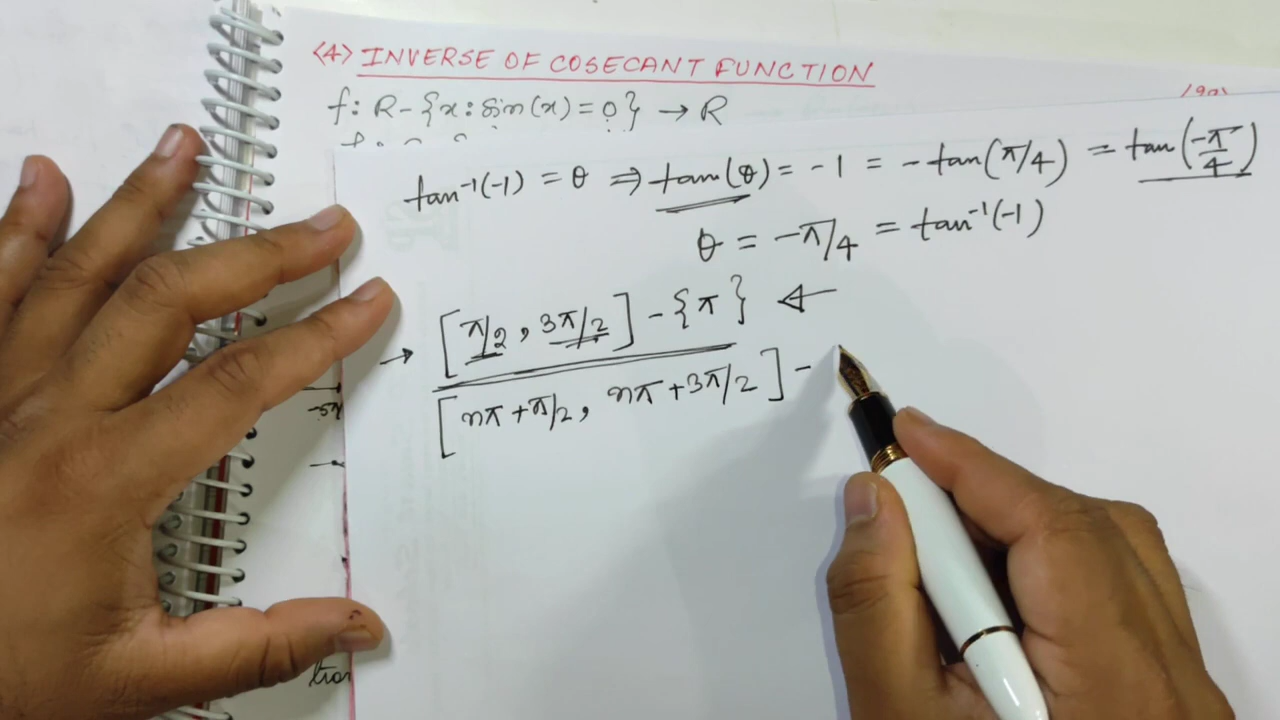 <4> INVERSE OF COSECANT FUNCTION
f: R - {x : sin(x) = 0} → R
tan⁻¹(-1) = θ ⇒ tan(θ) = -1 = -tan(π/4) = tan(-π/4)
θ = -π/4 = tan⁻¹(-1)
→ [π/2, 3π/2] - {π} ←
[nπ + π/2, nπ + 3π/2] -